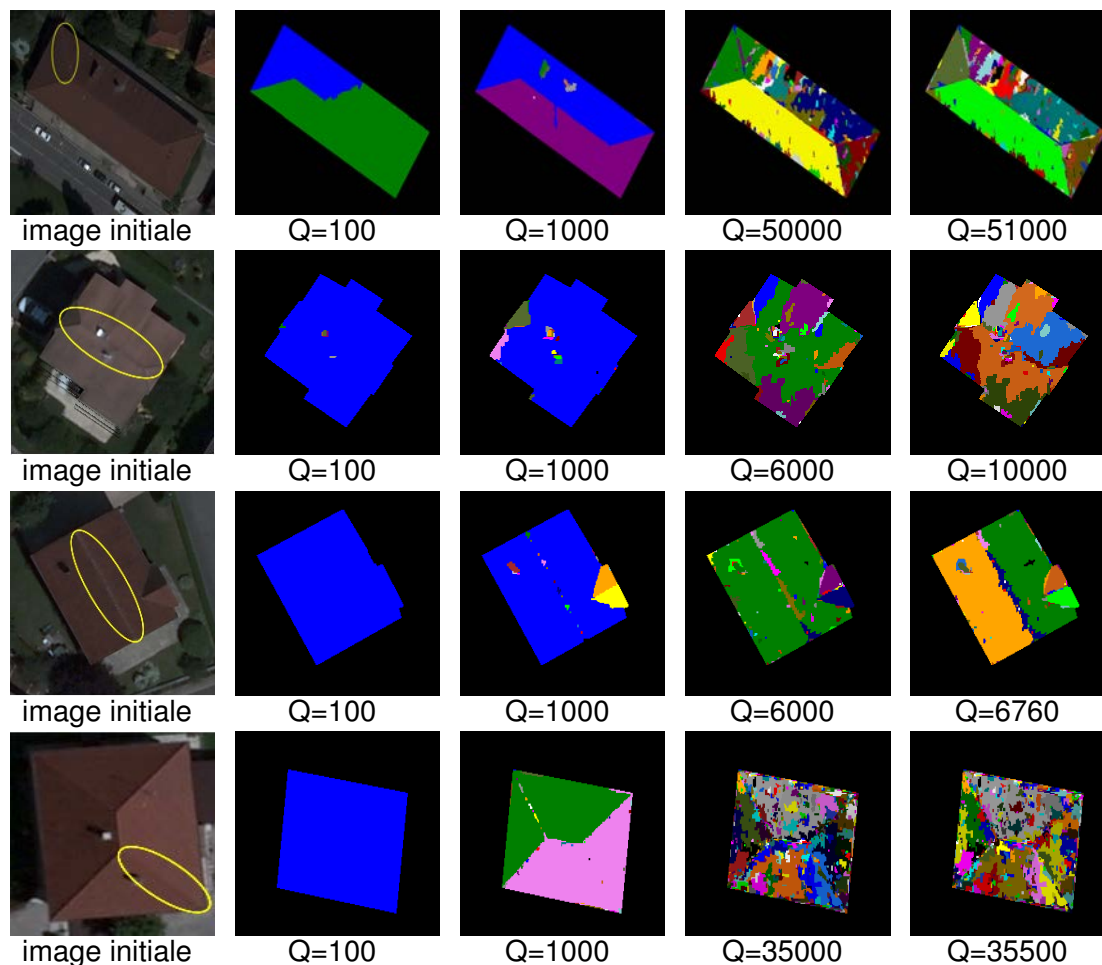 image initiale Q=100 Q=1000 Q=50000 Q=51000
image initiale Q=100 Q=1000 Q=6000 Q=10000
image initiale Q=100 Q=1000 Q=6000 Q=6760
image initiale Q=100 Q=1000 Q=35000 Q=35500